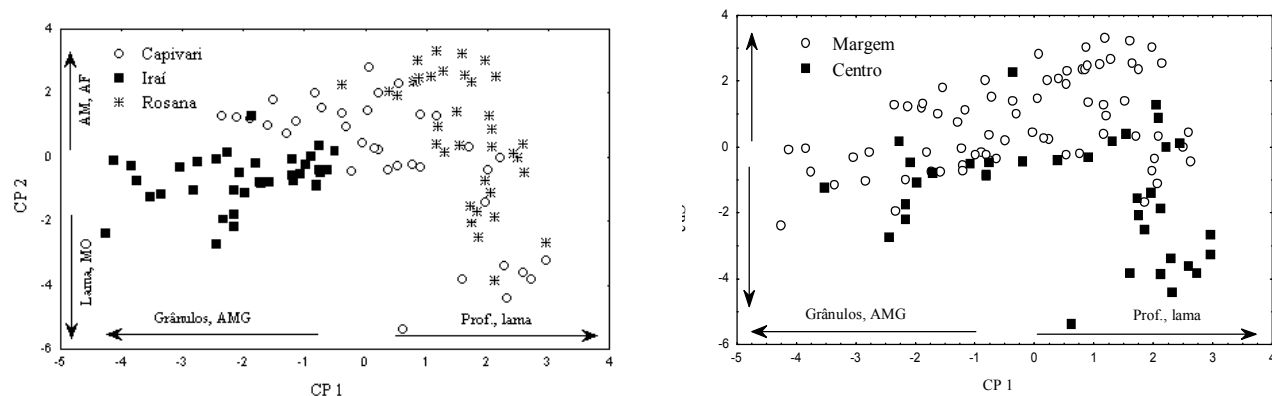 4
Capivari
Iraí
Rosana
2
0
-2
-4
-6
CP 2
AM, AF
Lama, MO
Grânulos, AMG
Prof., lama
-5 -4 -3 -2 -1 0 1 2 3 4
CP 1
4
Margem
Centro
2
0
-2
-4
-6
Grânulos, AMG
Prof., lama
-5 -4 -3 -2 -1 0 1 2 3 4
CP 1